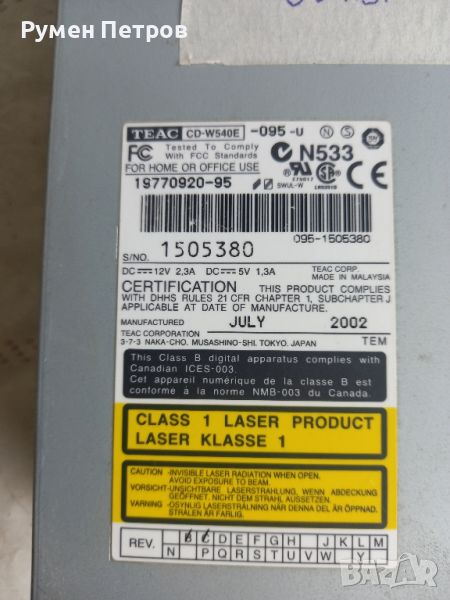 Румен Петров
TEAC CD-W540E -095 -U N S
FC Tested To Comply With FCC Standards
FOR HOME OR OFFICE USE
N533
19770920-95
SWUL-W
LR53510
CE
095-1505380
S/NO. 1505380
DC 12V 2,3A DC 5V 1,3A
TEAC CORP.
MADE IN MALAYSIA
CERTIFICATION THIS PRODUCT COMPLIES
WITH DHHS RULES 21 CFR CHAPTER 1, SUBCHAPTER J
APPLICABLE AT DATE OF MANUFACTURE.
MANUFACTURED JULY 2002
TEAC CORPORATION
3-7-3 NAKA-CHO, MUSASHINO-SHI, TOKYO, JAPAN TEM
This Class B digital apparatus complies with
Canadian ICES-003.
Cet appareil numérique de la classe B est
conforme à la norme NMB-003 du Canada.
CLASS 1 LASER PRODUCT
LASER KLASSE 1
CAUTION -INVISIBLE LASER RADIATION WHEN OPEN.
AVOID EXPOSURE TO BEAM.
VORSICHT-UNSICHTBARE LASERSTRAHLUNG, WENN ABDECKUNG
GEÖFFNET NICHT DEM STRAHL AUSSETZEN.
VARNING -OSYNLIG LASERSTRÅLNING NÄR DENNA DEL ÄR ÖPPNAD.
STRÅLEN ÄR FARLIG.
REV. B C D E F G H J K L M
N P Q R S T U V W Y
BAZAR